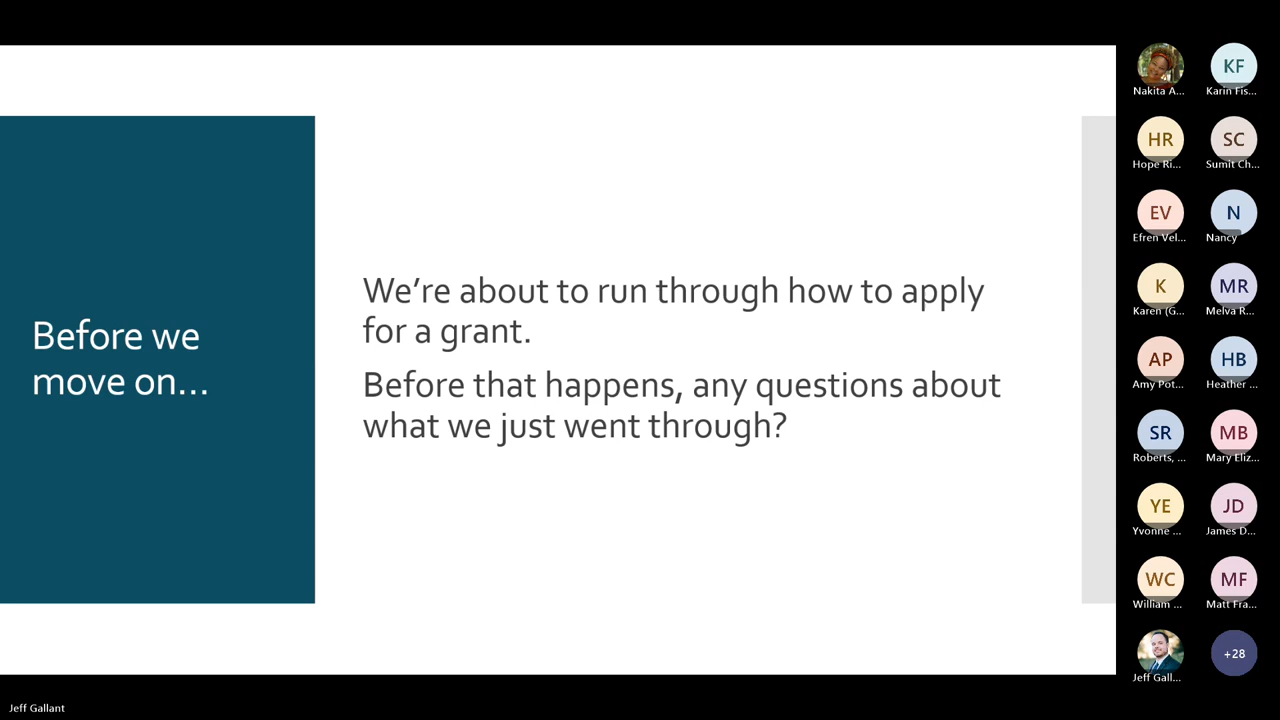 Before we
move on...
We're about to run through how to apply
for a grant.
Before that happens, any questions about
what we just went through?
Nakita A...
KF
Karin Fis...
HR
Hope Ri...
SC
Sumit Ch...
EV
Efren Vel...
N
Nancy
K
Karen (G...
MR
Melva R...
AP
Amy Pot...
HB
Heather ...
SR
Roberts, ...
MB
Mary Eliz...
YE
Yvonne ...
JD
James D...
WC
William ...
MF
Matt Fra...
Jeff Gall...
+28
Jeff Gallant